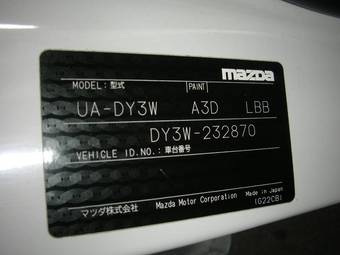 mazda
MODEL: 型式 PAINT
UA-DY3W A3D LBB
DY3W-232870
VEHICLE ID.NO.: 車台番号
マツダ株式会社 Mazda Motor Corporation Made in Japan
(G22CB)